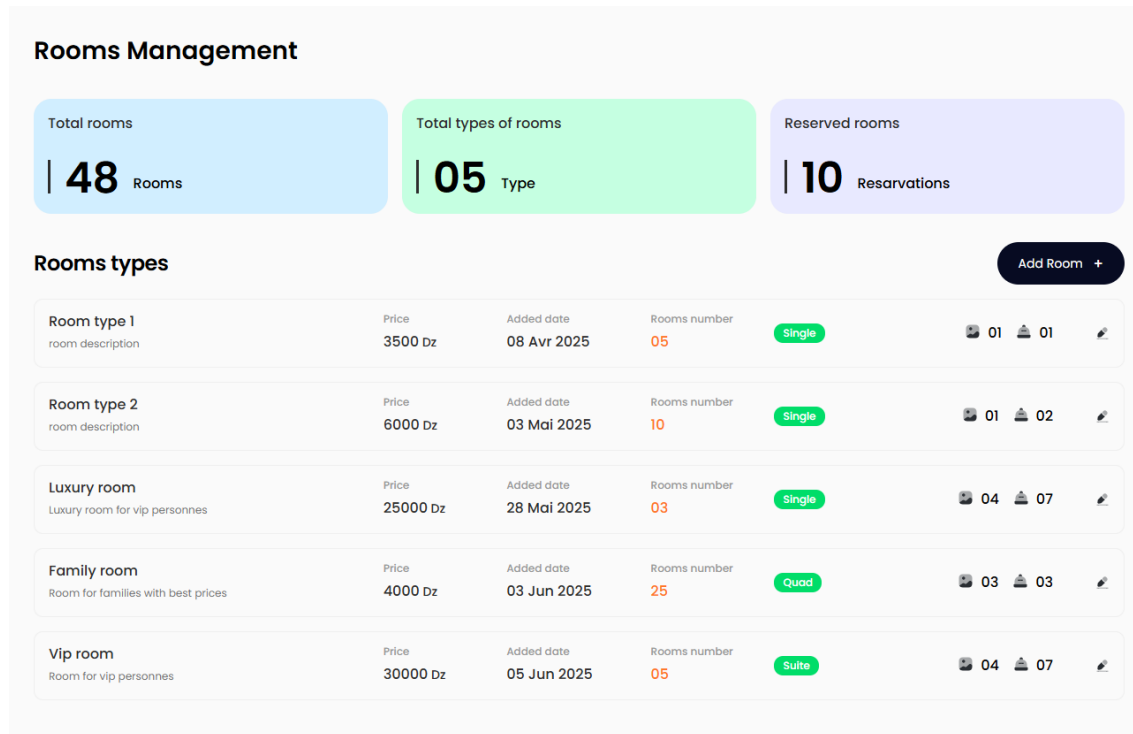 Rooms Management
Total rooms
48 Rooms
Total types of rooms
05 Type
Reserved rooms
10 Resarvations
Rooms types
Add Room +
Room type 1
room description
Price
3500 Dz
Added date
08 Avr 2025
Rooms number
05
Single
01 01
Room type 2
room description
Price
6000 Dz
Added date
03 Mai 2025
Rooms number
10
Single
01 02
Luxury room
Luxury room for vip personnes
Price
25000 Dz
Added date
28 Mai 2025
Rooms number
03
Single
04 07
Family room
Room for families with best prices
Price
4000 Dz
Added date
03 Jun 2025
Rooms number
25
Quad
03 03
Vip room
Room for vip personnes
Price
30000 Dz
Added date
05 Jun 2025
Rooms number
05
Suite
04 07